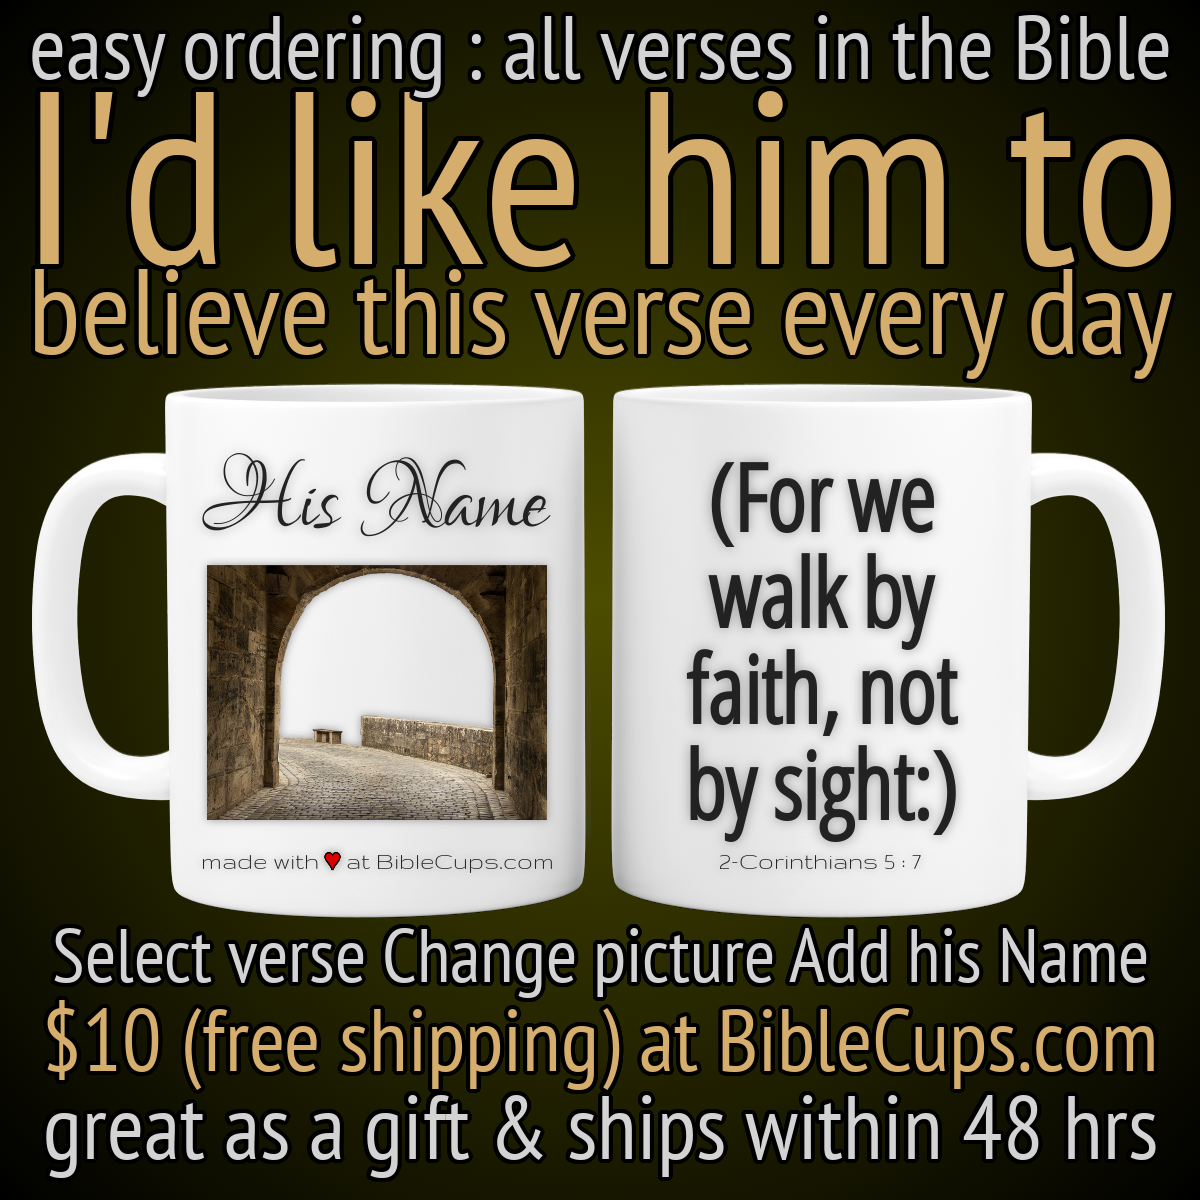 easy ordering : all verses in the Bible
I'd like him to
believe this verse every day
His Name
made with ♥ at BibleCups.com
(For we
walk by
faith, not
by sight:)
2-Corinthians 5 : 7
Select verse Change picture Add his Name
$10 (free shipping) at BibleCups.com
great as a gift & ships within 48 hrs